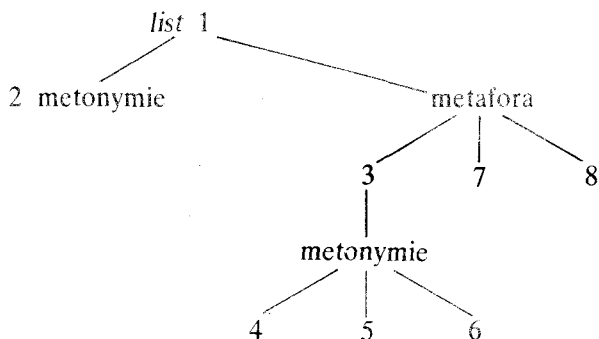 list 1
2 metonymie metafora
3 7 8
metonymie
4 5 6